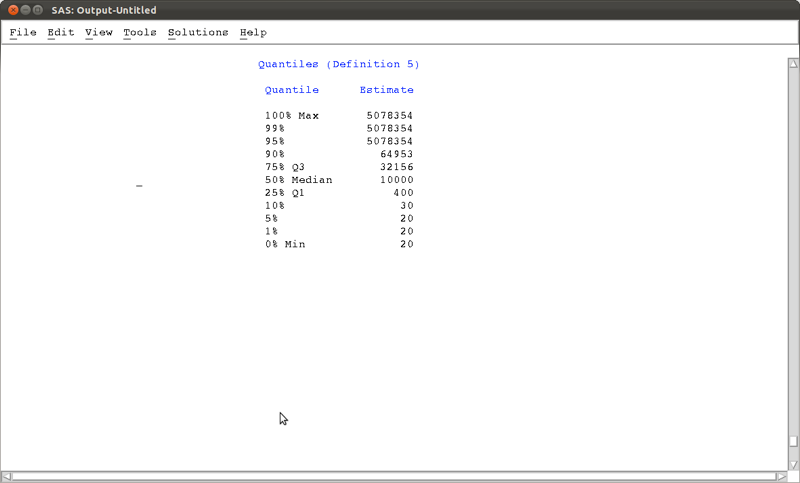 SAS: Output-Untitled
File Edit View Tools Solutions Help
Quantiles (Definition 5)
Quantile Estimate
100% Max 5078354
99% 5078354
95% 5078354
90% 64953
75% Q3 32156
50% Median 10000
25% Q1 400
10% 30
5% 20
1% 20
0% Min 20